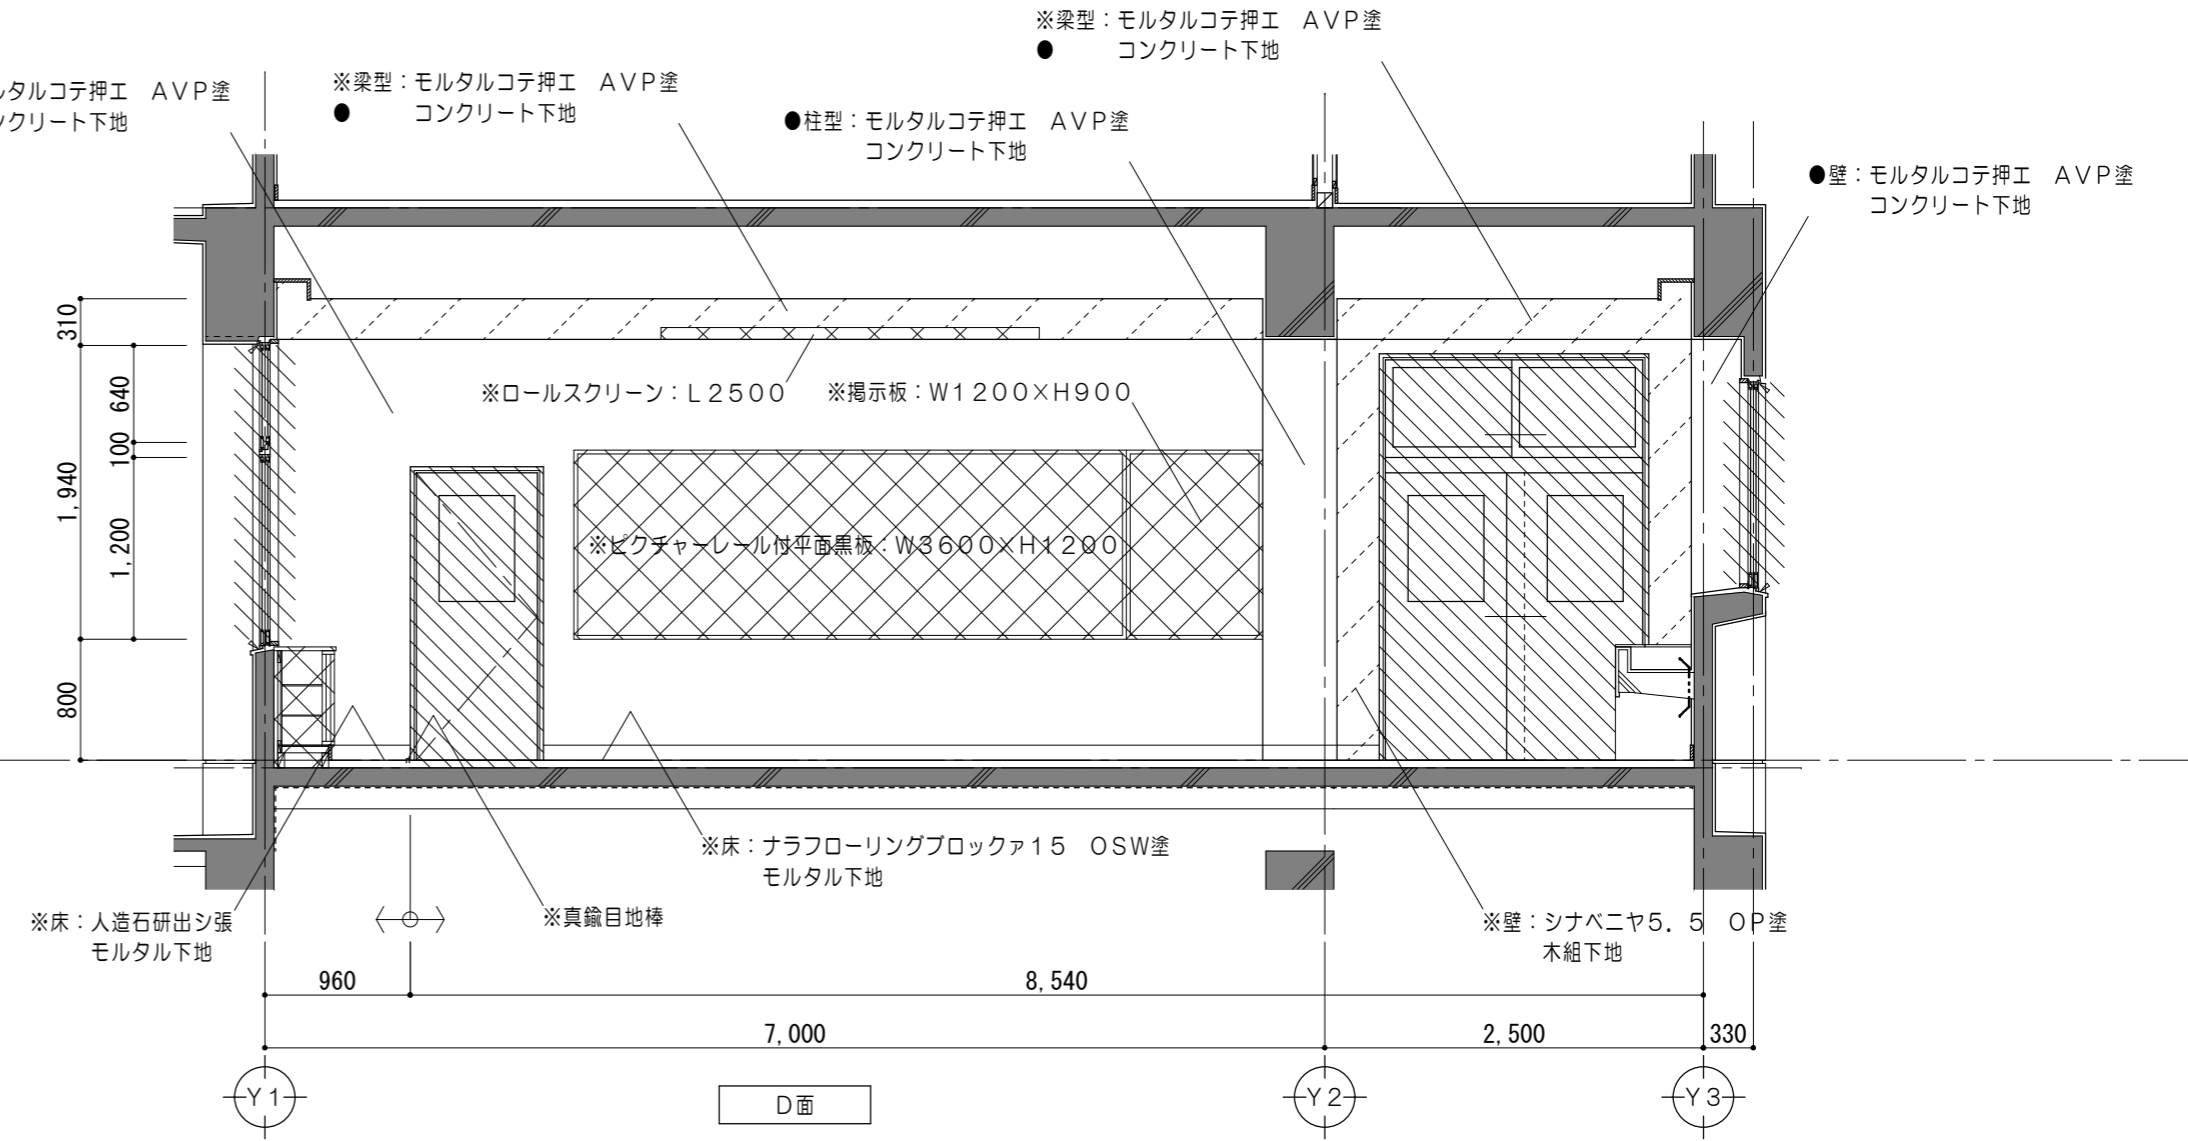 ※梁型：モルタルコテ押エ　ＡＶＰ塗
●　　　コンクリート下地
ルタルコテ押エ　ＡＶＰ塗
ンクリート下地
※梁型：モルタルコテ押エ　ＡＶＰ塗
●　　　コンクリート下地
●柱型：モルタルコテ押エ　ＡＶＰ塗
コンクリート下地
●壁：モルタルコテ押エ　ＡＶＰ塗
コンクリート下地
310
640
100
1,940
1,200
800
※ロールスクリーン：Ｌ２５００
※掲示板：Ｗ１２００×Ｈ９００
※ピクチャーレール付平面黒板：Ｗ３６００×Ｈ１２００
※床：ナラフローリングブロックァ１５　ＯＳＷ塗
モルタル下地
※床：人造石研出シ張
モルタル下地
※真鍮目地棒
※壁：シナベニヤ５．５　ＯＰ塗
木組下地
960
8,540
7,000
2,500
330
Ｙ１
Ｄ面
Ｙ２
Ｙ３